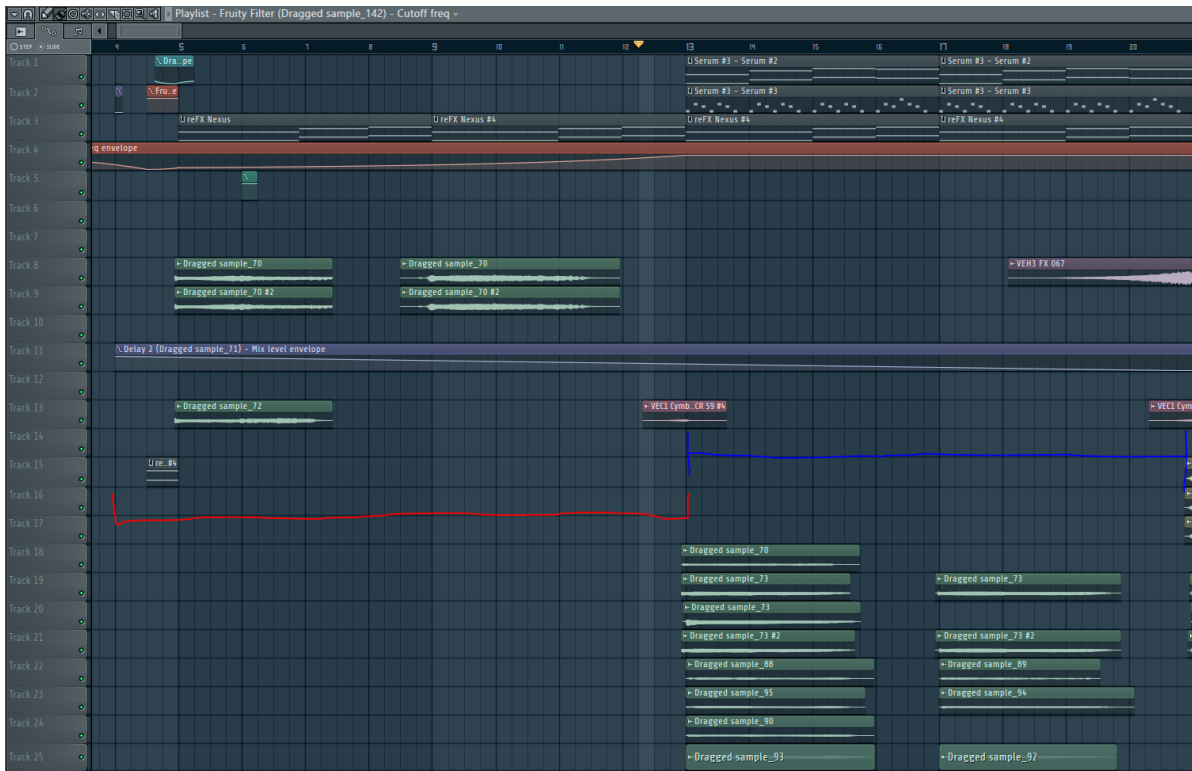 Playlist - Fruity Filter (Dragged sample_142) - Cutoff freq
STEP SLIDE
4 5 6 7 8 9 10 11 12 13 14 15 16 17 18 19 20
Track 1 Dra..pe Serum #3 - Serum #2 Serum #3 - Serum #2
Track 2 Fru..e Serum #3 - Serum #3 Serum #3 - Serum #3
Track 3 reFX Nexus reFX Nexus #4 reFX Nexus #4 reFX Nexus #4
Track 4 eq envelope
Track 5
Track 6
Track 7
Track 8 Dragged sample_70 Dragged sample_70 VEH3 FX 067
Track 9 Dragged sample_70 #2 Dragged sample_70 #2
Track 10
Track 11 Delay 2 (Dragged sample_71) - Mix level envelope
Track 12
Track 13 Dragged sample_72 VEC1 Cymb..CR 59 #4 VEC1 Cym
Track 14
Track 15 re..#4
Track 16
Track 17
Track 18 Dragged sample_70
Track 19 Dragged sample_73 Dragged sample_73
Track 20 Dragged sample_73
Track 21 Dragged sample_73 #2 Dragged sample_73 #2
Track 22 Dragged sample_88 Dragged sample_89
Track 23 Dragged sample_95 Dragged sample_94
Track 24 Dragged sample_90
Track 25 Dragged sample_93 Dragged sample_92